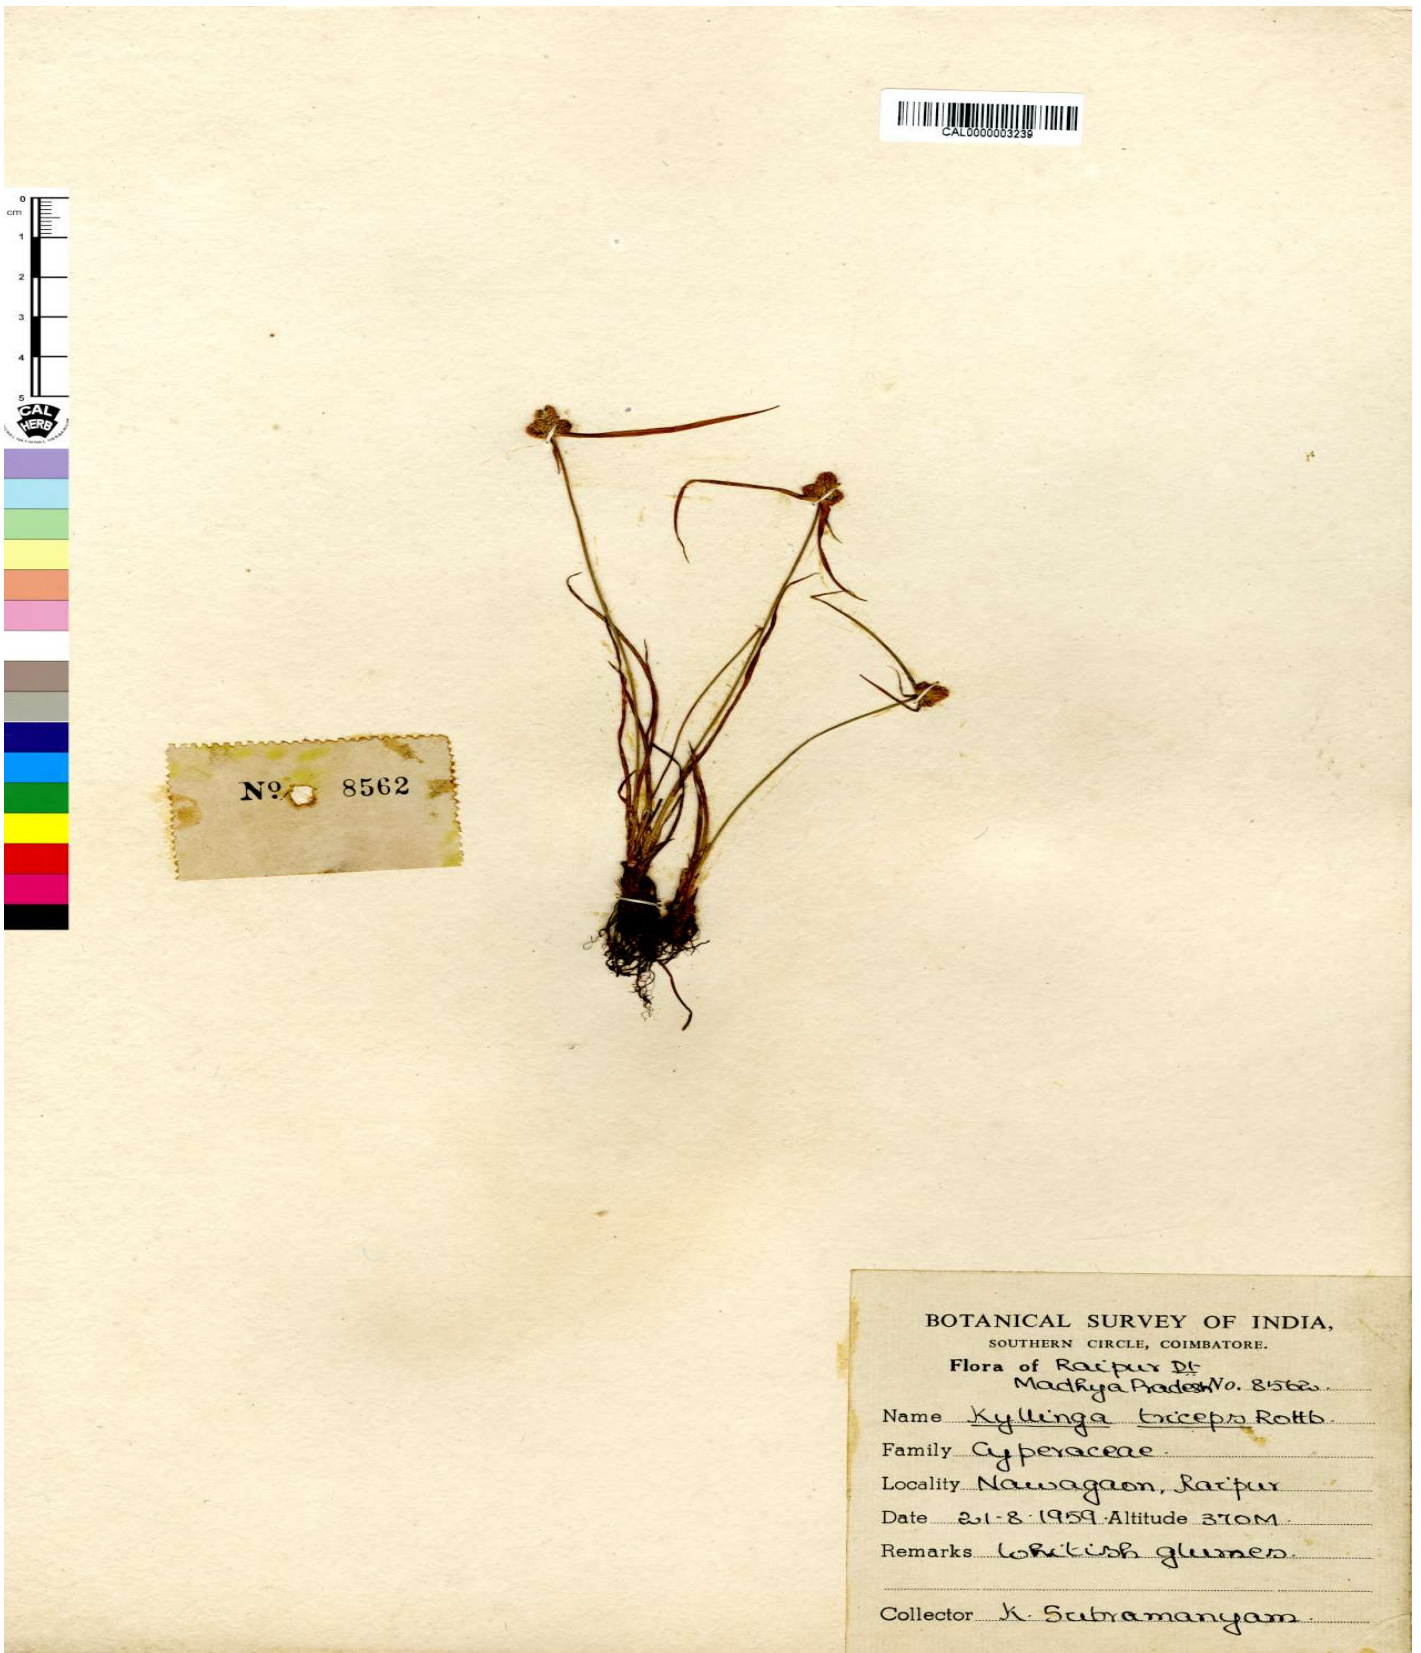 CAL0000003239
0
cm
1
2
3
4
5
CAL
HERB
No 8562
BOTANICAL SURVEY OF INDIA,
SOUTHERN CIRCLE, COIMBATORE.
Flora of Raipur Dt
Madhya Pradesh No. 8562
Name Kyllinga triceps Rottb.
Family Cyperaceae.
Locality Nawagaon, Raipur
Date 21-8-1959 Altitude 370M.
Remarks Whitish glumes.
Collector K. Subramanyam.